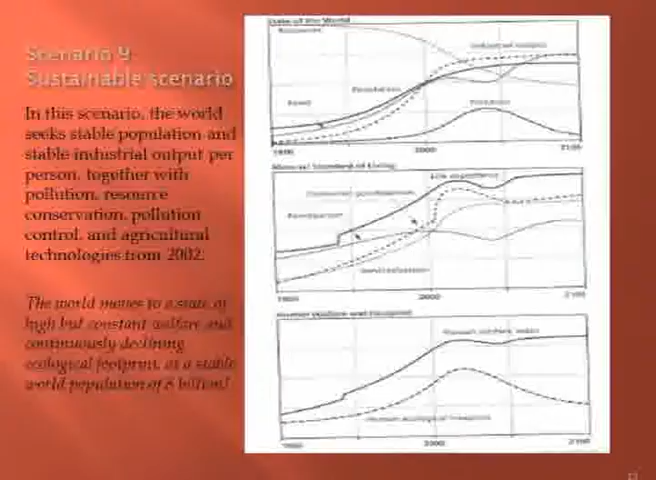 Scenario 9
Sustainable scenario
In this scenario, the world
seeks stable population and
stable industrial output per
person, together with
pollution, resource
conservation, pollution
control, and agricultural
technologies from 2002.
The world moves to a state of
high but constant welfare and
continuously declining
ecological footprint, at a stable
world population of 8 billion!
State of the World
Resources
Industrial output
Population
Food
Pollution
1900
2000
2100
Material Standard of Living
Life expectancy
Consumer goods/person
Food/person
Services/person
1900
2000
2100
Human Welfare and Footprint
Human welfare index
Human ecological footprint
1900
2000
2100